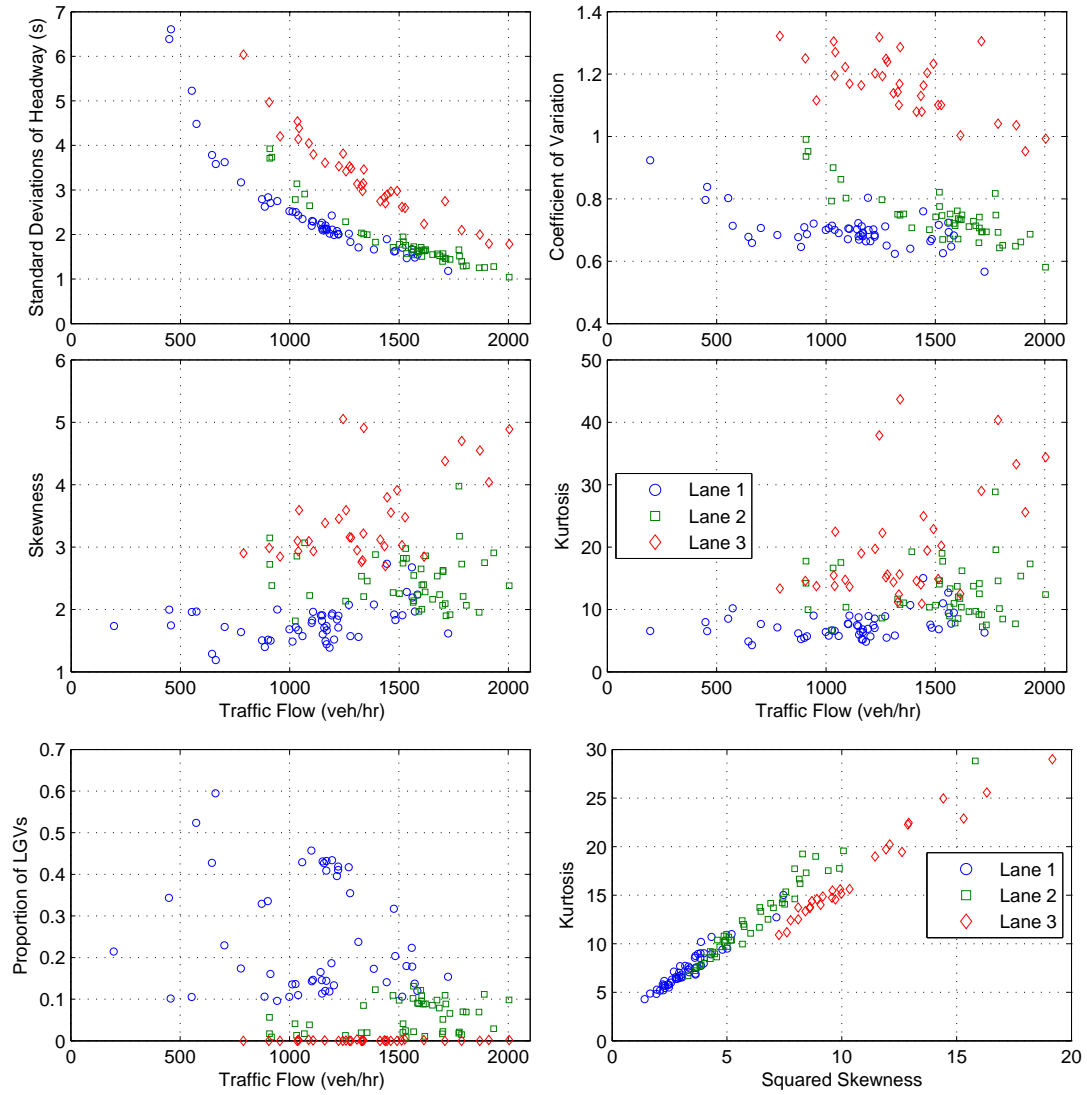 Standard Deviations of Headway (s)
7
6
5
4
3
2
1
0
0 500 1000 1500 2000
Coefficient of Variation
1.4
1.2
1
0.8
0.6
0.4
0 500 1000 1500 2000
Skewness
6
5
4
3
2
1
0 500 1000 1500 2000
Traffic Flow (veh/hr)
Kurtosis
50
40
30
20
10
0
0 500 1000 1500 2000
Traffic Flow (veh/hr)
Lane 1
Lane 2
Lane 3
Proportion of LGVs
0.7
0.6
0.5
0.4
0.3
0.2
0.1
0
0 500 1000 1500 2000
Traffic Flow (veh/hr)
Kurtosis
30
25
20
15
10
5
0
0 5 10 15 20
Squared Skewness
Lane 1
Lane 2
Lane 3